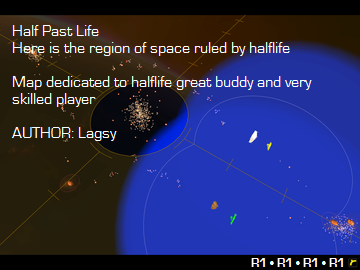 Half Past Life
Here is the region of space ruled by halflife
Map dedicated to halflife great buddy and very
skilled player
AUTHOR: Lagsy
R1 • R1 • R1 • R1 r